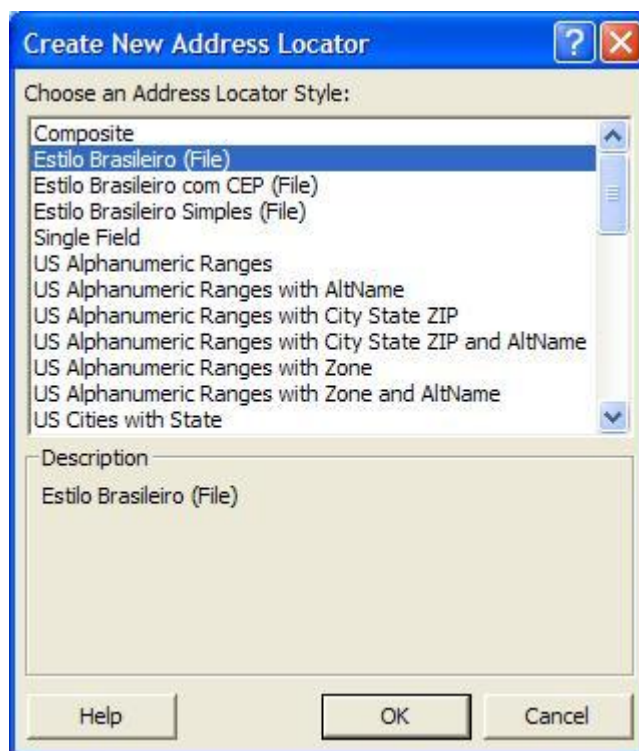 Create New Address Locator
Choose an Address Locator Style:
Composite
Estilo Brasileiro (File)
Estilo Brasileiro com CEP (File)
Estilo Brasileiro Simples (File)
Single Field
US Alphanumeric Ranges
US Alphanumeric Ranges with AltName
US Alphanumeric Ranges with City State ZIP
US Alphanumeric Ranges with City State ZIP and AltName
US Alphanumeric Ranges with Zone
US Alphanumeric Ranges with Zone and AltName
US Cities with State
Description
Estilo Brasileiro (File)
Help OK Cancel